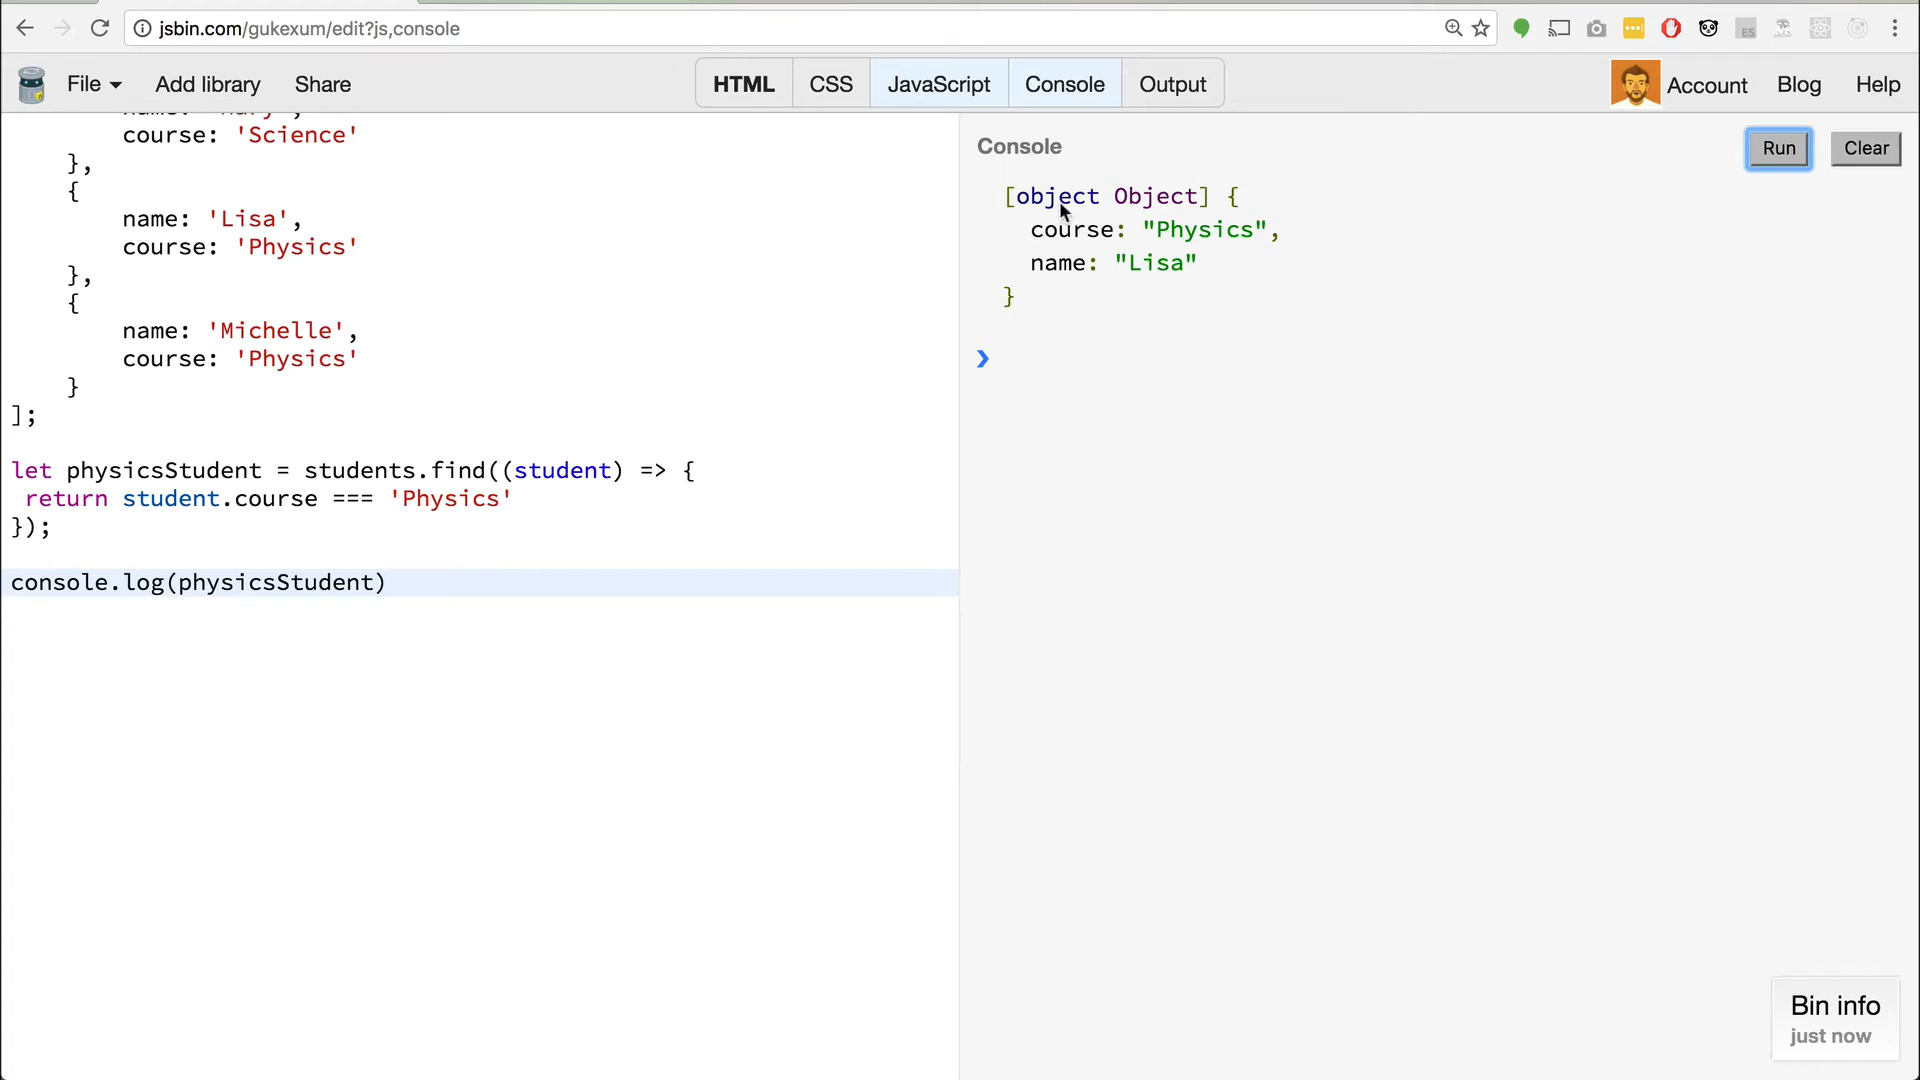 jsbin.com/gukexum/edit?js,console
File
Add library
Share
HTML
CSS
JavaScript
Console
Output
Account
Blog
Help
course: 'Science'
},
{
name: 'Lisa',
course: 'Physics'
},
{
name: 'Michelle',
course: 'Physics'
}
];
let physicsStudent = students.find((student) => {
return student.course === 'Physics'
});
console.log(physicsStudent)
Console
Run
Clear
[object Object] {
course: "Physics",
name: "Lisa"
}
❯
ES
Bin info
just now